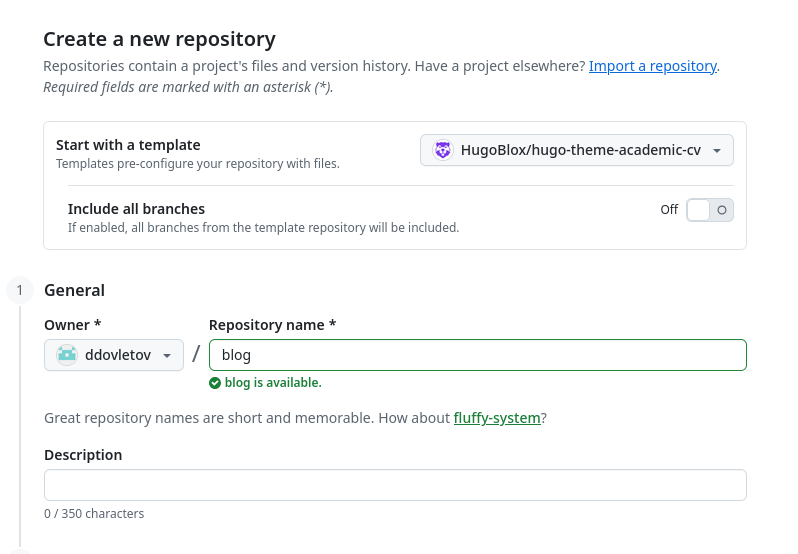 Create a new repository
Repositories contain a project's files and version history. Have a project elsewhere? Import a repository.
Required fields are marked with an asterisk (*).
Start with a template
Templates pre-configure your repository with files.
HugoBlox/hugo-theme-academic-cv
Include all branches
If enabled, all branches from the template repository will be included.
Off
1
General
Owner *
Repository name *
ddovletov
/
blog
blog is available.
Great repository names are short and memorable. How about fluffy-system?
Description
0 / 350 characters